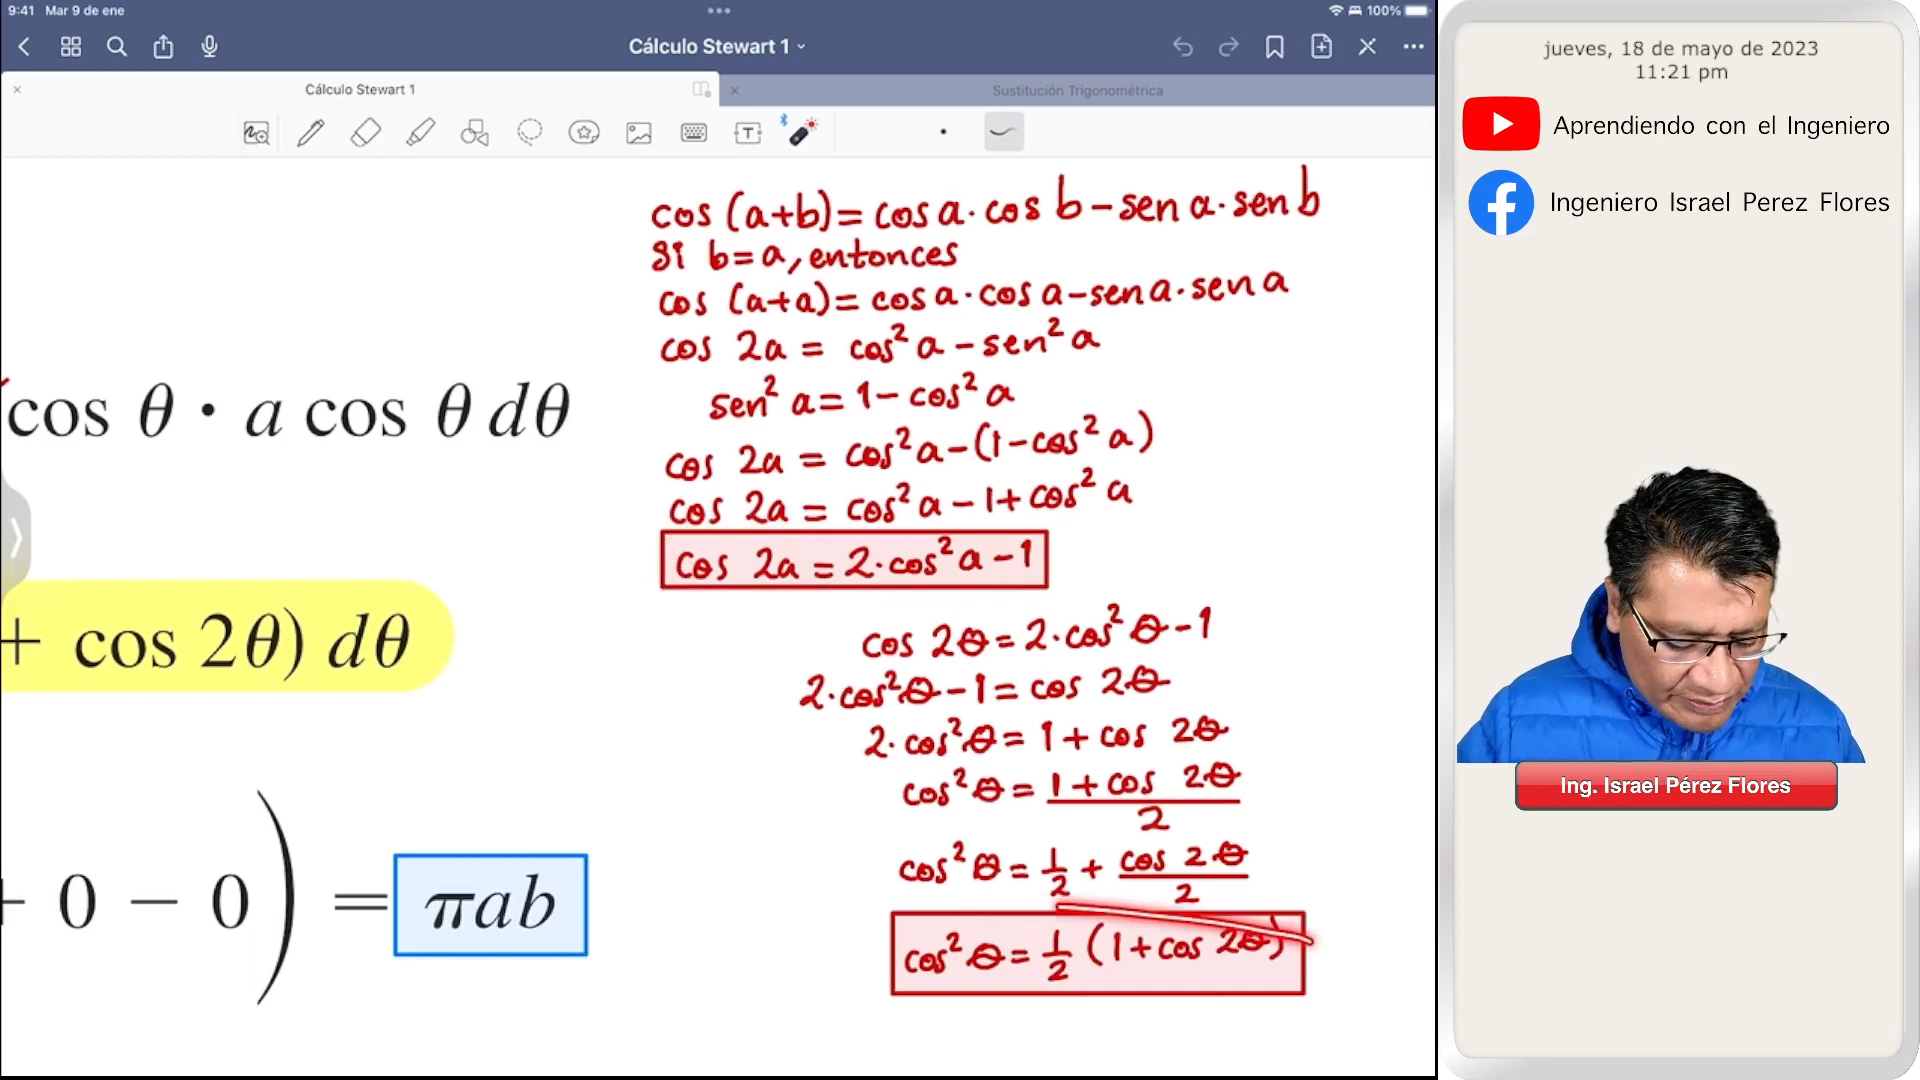 9:41 Mar 9 de ene
100%
Cálculo Stewart 1
Cálculo Stewart 1
Sustitución Trigonométrica
cos (a+b) = cos a · cos b - sen a · sen b
Si b = a, entonces
cos (a+a) = cos a · cos a - sen a · sen a
cos 2a = cos² a - sen² a
sen² a = 1 - cos² a
cos 2a = cos² a - (1 - cos² a)
cos 2a = cos² a - 1 + cos² a
cos 2a = 2 · cos² a - 1
cos 2θ = 2 · cos² θ - 1
2 · cos² θ - 1 = cos 2θ
2 · cos² θ = 1 + cos 2θ
cos² θ = \frac{1 + cos 2θ}{2}
cos² θ = \frac{1}{2} + \frac{cos 2θ}{2}
cos² θ = \frac{1}{2} (1 + cos 2θ)
cos θ · a cos θ dθ
+ cos 2θ) dθ
+ 0 − 0) = πab
jueves, 18 de mayo de 2023
11:21 pm
Aprendiendo con el Ingeniero
Ingeniero Israel Perez Flores
Ing. Israel Pérez Flores